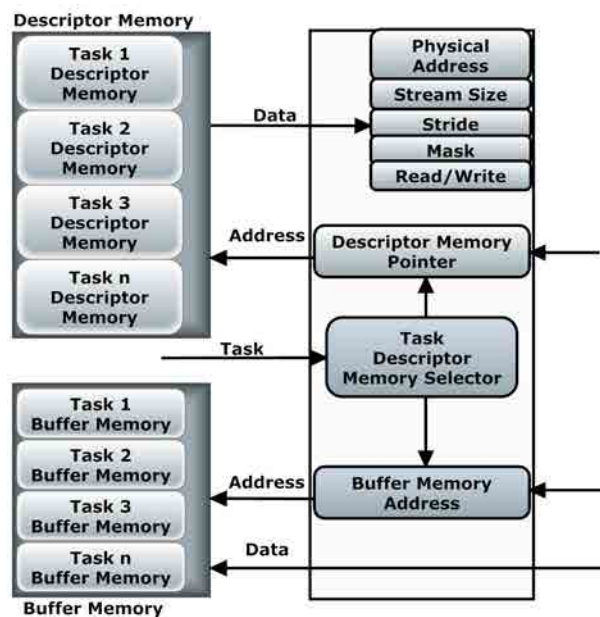 Descriptor Memory
Task 1
Descriptor
Memory
Task 2
Descriptor
Memory
Task 3
Descriptor
Memory
Task n
Descriptor
Memory
Data
Physical
Address
Stream Size
Stride
Mask
Read/Write
Address
Descriptor Memory
Pointer
Task
Task
Descriptor
Memory Selector
Task 1
Buffer Memory
Task 2
Buffer Memory
Task 3
Buffer Memory
Task n
Buffer Memory
Address
Buffer Memory
Address
Data
Buffer Memory